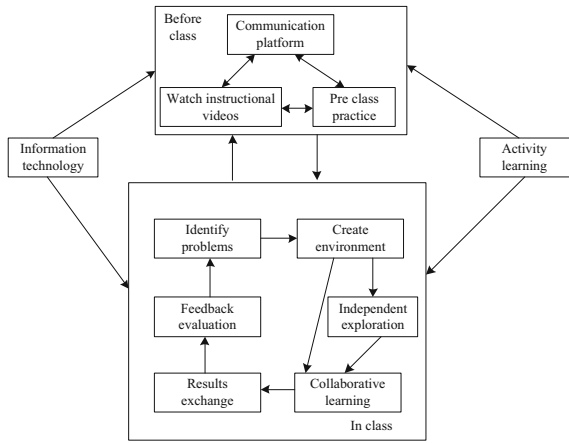 Before
class
Communication
platform
Watch instructional
videos
Pre class
practice
Information
technology
Activity
learning
Identify
problems
Create
environment
Feedback
evaluation
Independent
exploration
Results
exchange
Collaborative
learning
In class